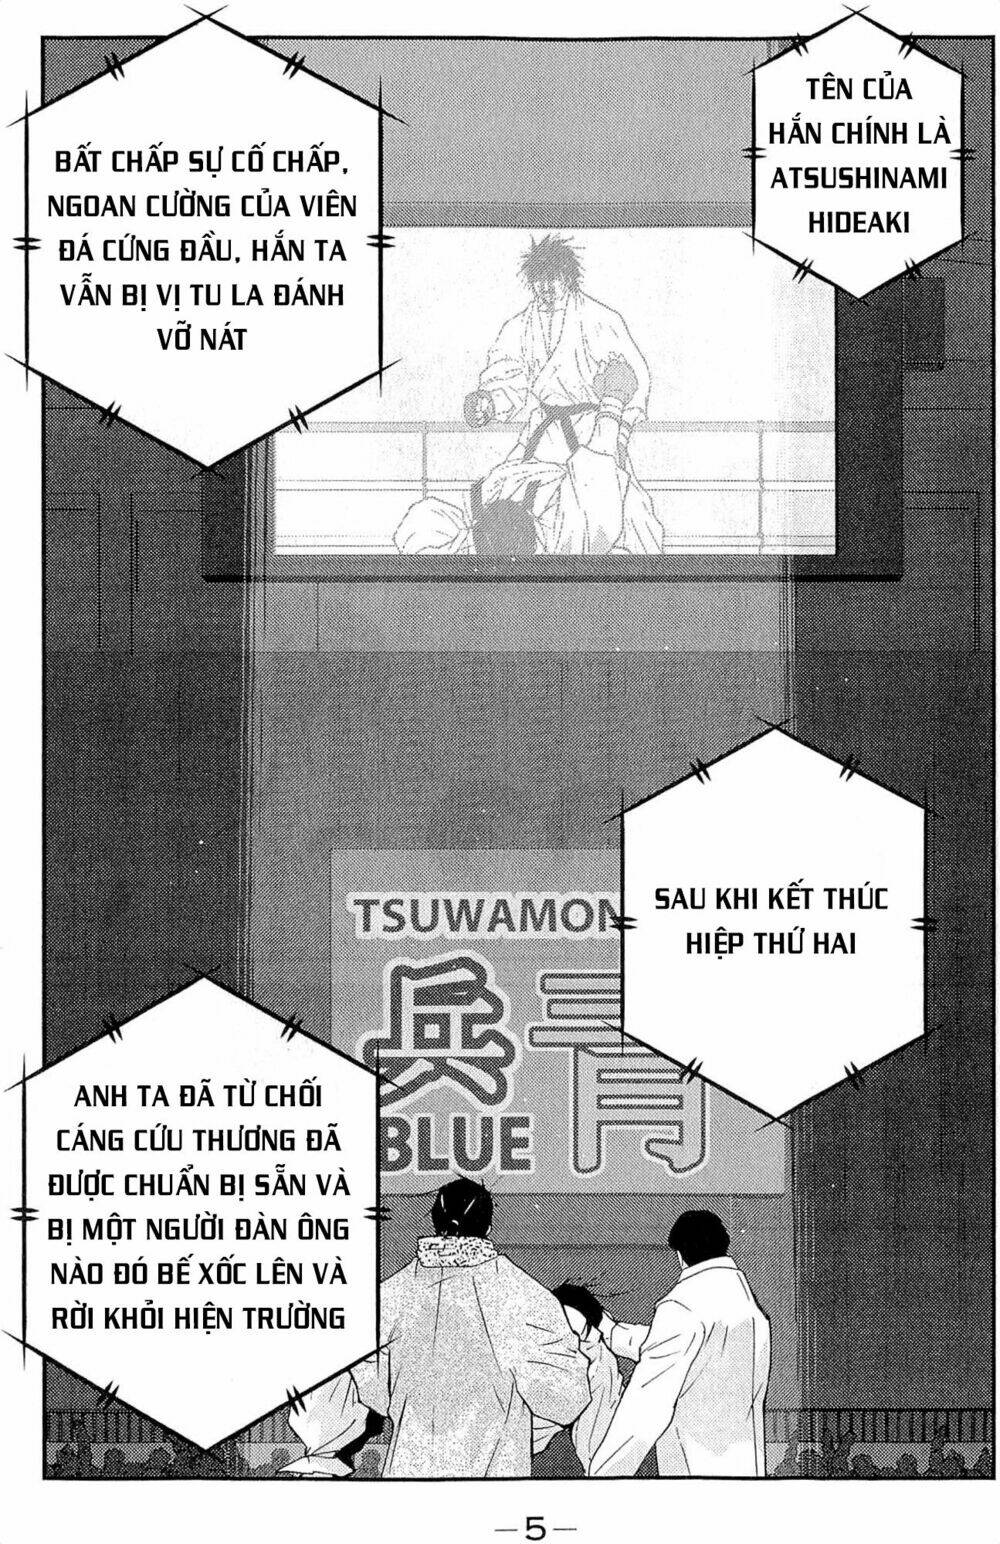 TÊN CỦA
HẮN CHÍNH LÀ
ATSUSHINAMI
HIDEAKI
BẤT CHẤP SỰ CỐ CHẤP,
NGOAN CƯỜNG CỦA VIÊN
ĐÁ CỨNG ĐẦU, HẮN TA
VẪN BỊ VỊ TU LA ĐÁNH
VỠ NÁT
SAU KHI KẾT THÚC
HIỆP THỨ HAI
TSUWAMON
兵 青
BLUE
ANH TA ĐÃ TỪ CHỐI
CÁNG CỨU THƯƠNG ĐÃ
ĐƯỢC CHUẨN BỊ SẴN VÀ
BỊ MỘT NGƯỜI ĐÀN ÔNG
NÀO ĐÓ BẾ XỐC LÊN VÀ
RỜI KHỎI HIỆN TRƯỜNG
—5—